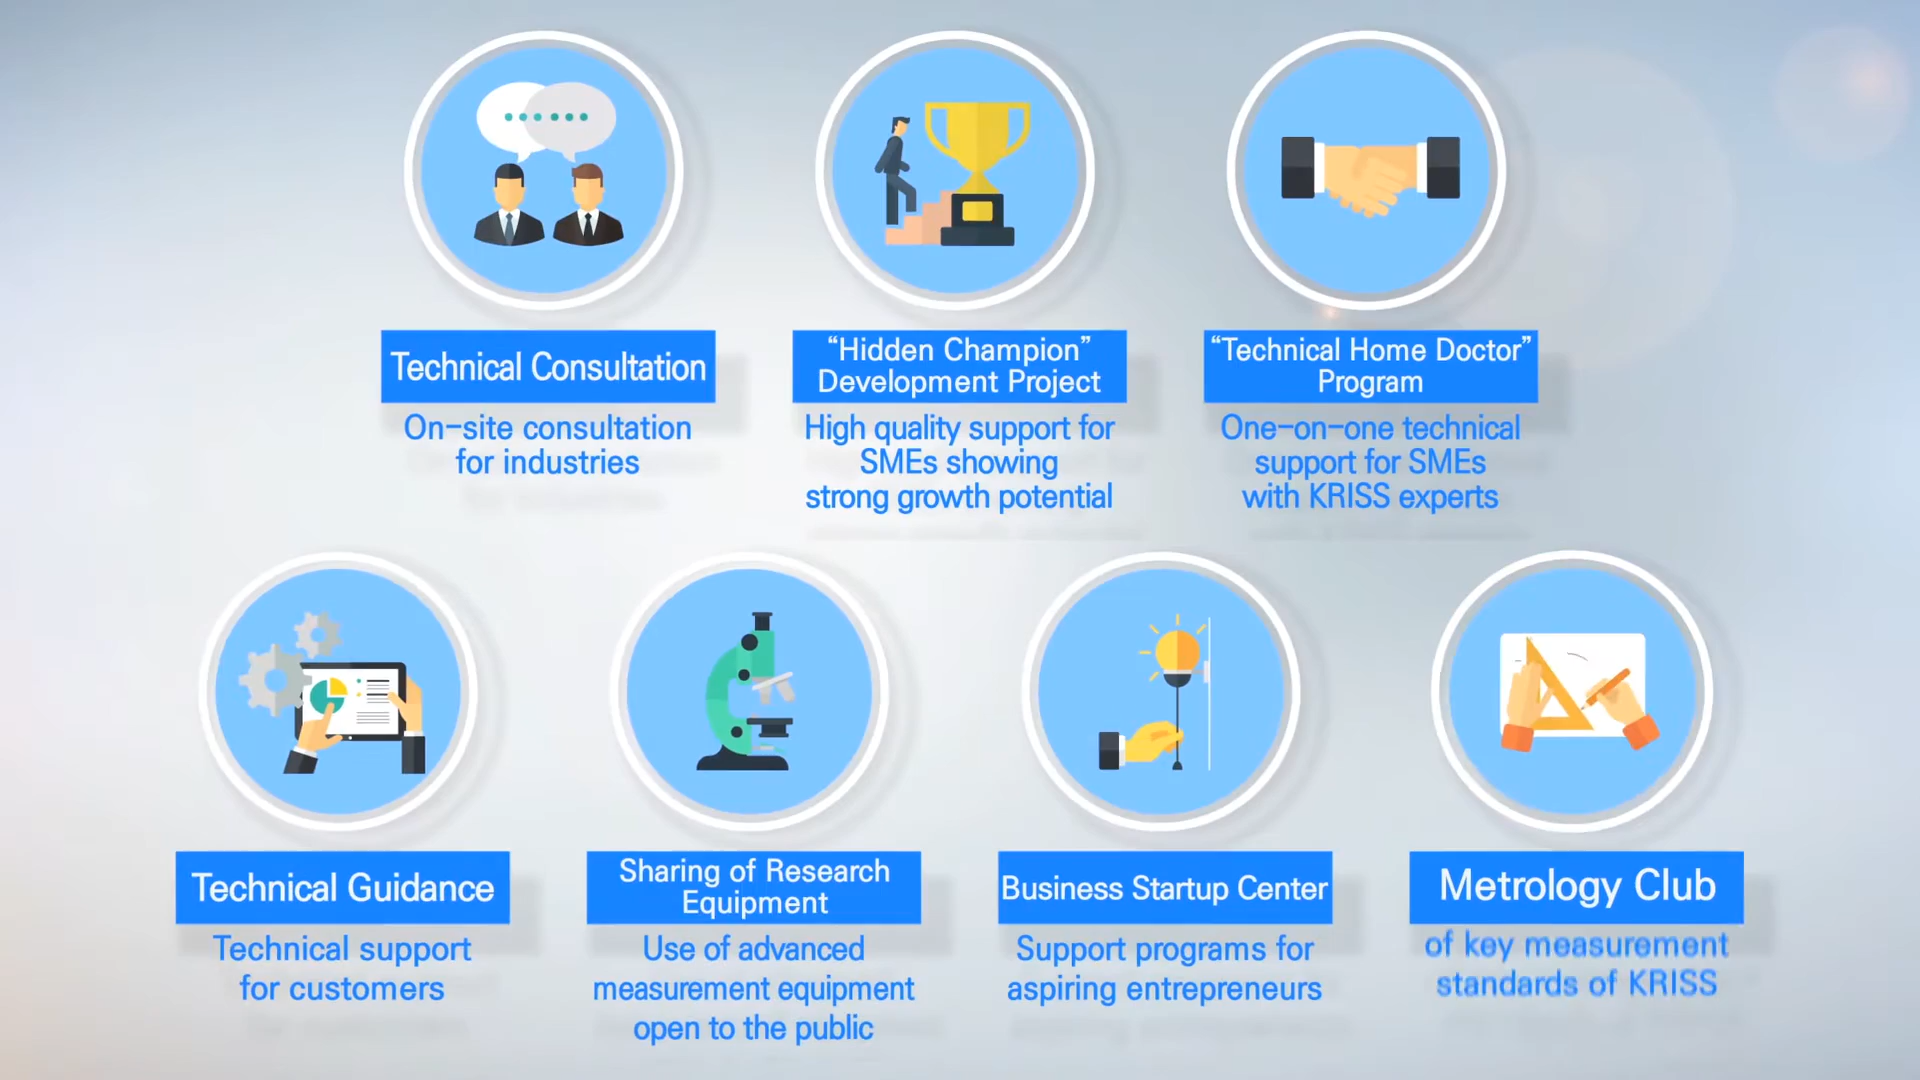 Technical Consultation
On-site consultation
for industries
“Hidden Champion”
Development Project
High quality support for
SMEs showing
strong growth potential
“Technical Home Doctor”
Program
One-on-one technical
support for SMEs
with KRISS experts
Technical Guidance
Technical support
for customers
Sharing of Research
Equipment
Use of advanced
measurement equipment
open to the public
Business Startup Center
Support programs for
aspiring entrepreneurs
Metrology Club
of key measurement
standards of KRISS